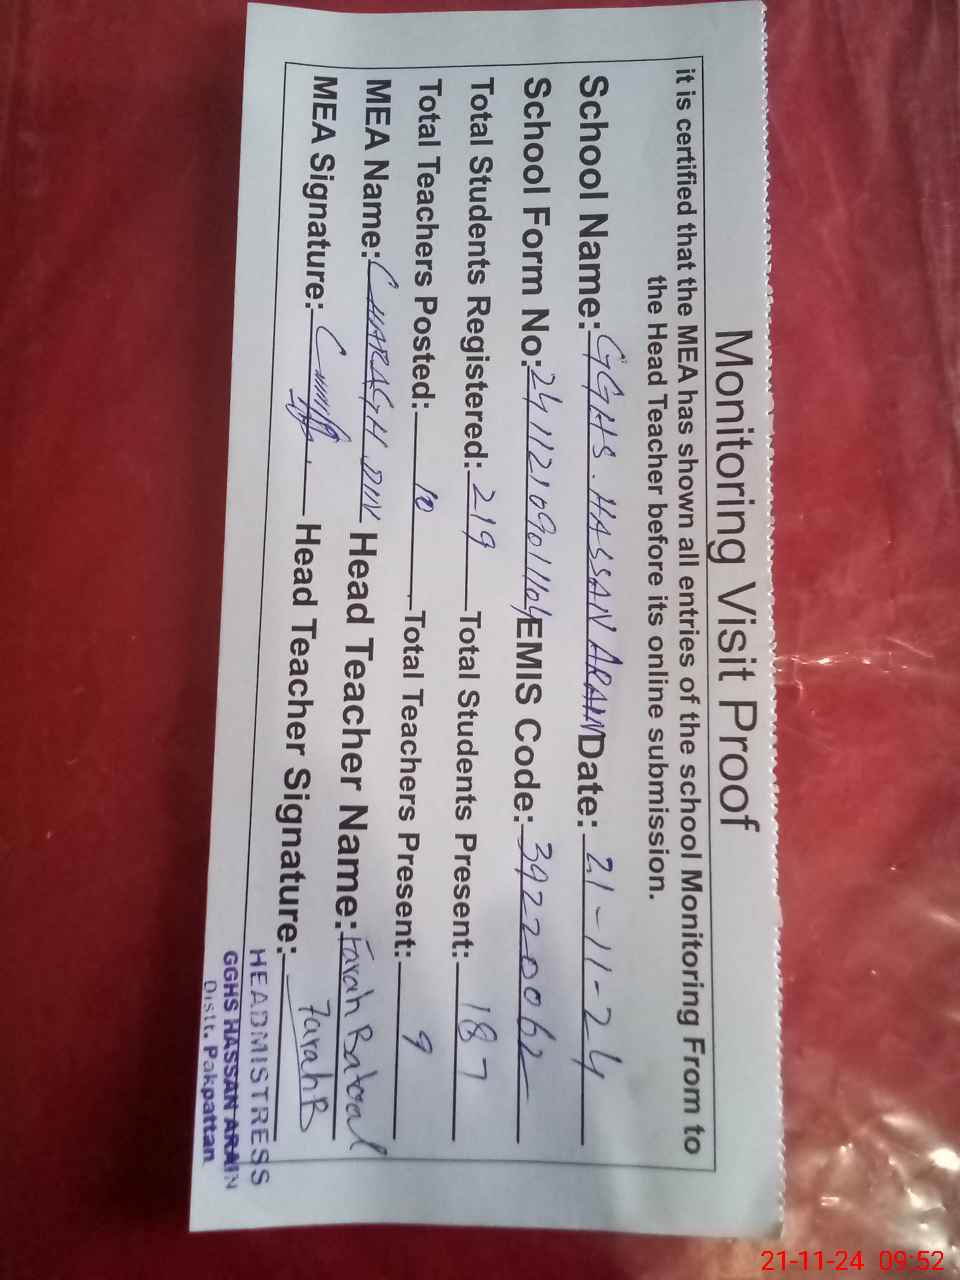 Monitoring Visit Proof
it is certified that the MEA has shown all entries of the school Monitoring From to
the Head Teacher before its online submission.
School Name: GGHS. HASSAN ARAIN Date: 21-11-24
School Form No: EMIS Code: 39220062
Total Students Registered: 219 Total Students Present: 187
Total Teachers Posted: 10 Total Teachers Present: 9
MEA Name: Head Teacher Name: Farah Batool
MEA Signature: Head Teacher Signature: Farah B
HEADMISTRESS
GGHS HASSAN ARAIN
Distt. Pakpattan
21-11-24 09:52